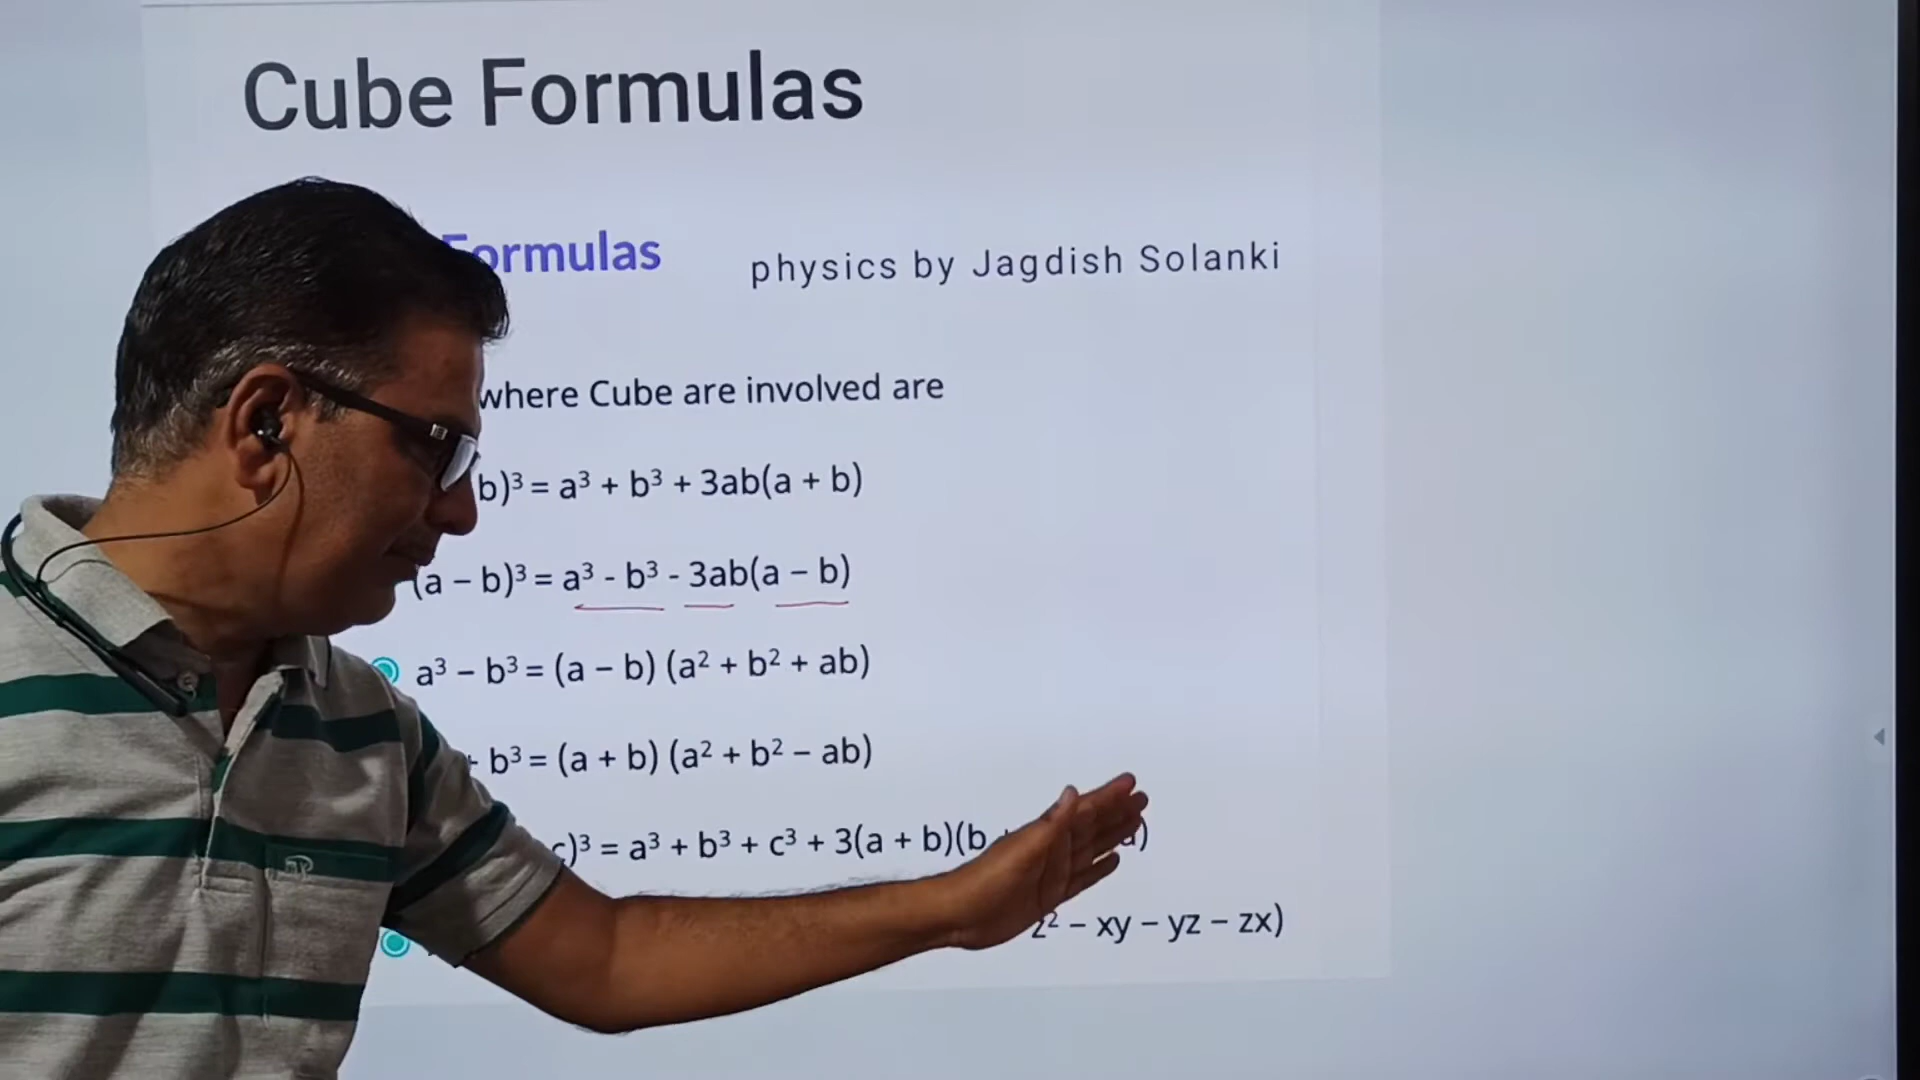 Cube Formulas
Formulas
physics by Jagdish Solanki
where Cube are involved are
b)³ = a³ + b³ + 3ab(a + b)
(a − b)³ = a³ - b³ - 3ab(a − b)
a³ − b³ = (a − b) (a² + b² + ab)
b³ = (a + b) (a² + b² − ab)
c)³ = a³ + b³ + c³ + 3(a + b)(b
z² − xy − yz − zx)